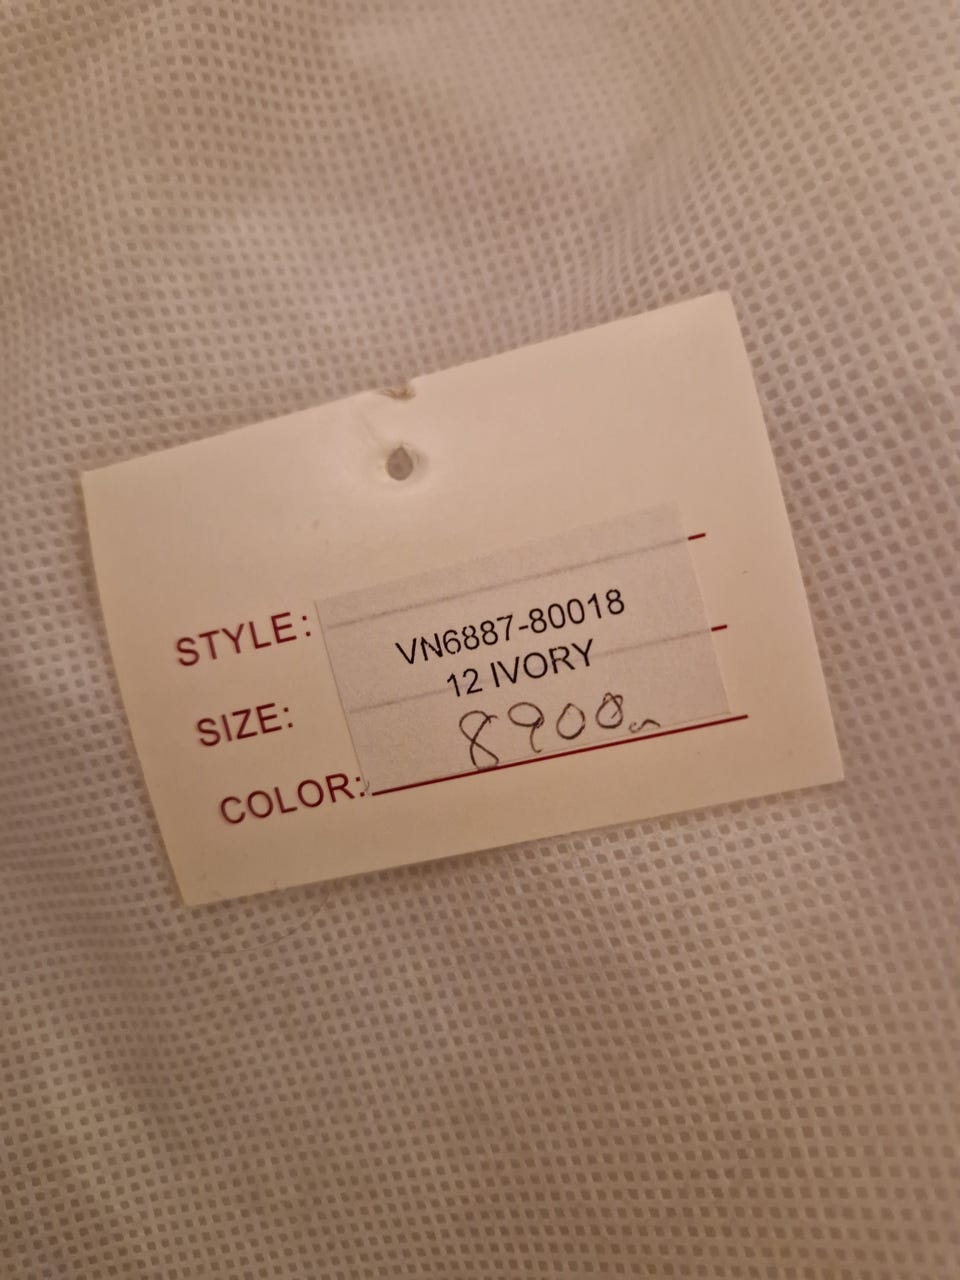 STYLE:
VN6887-80018
SIZE:
12 IVORY
COLOR:
8900